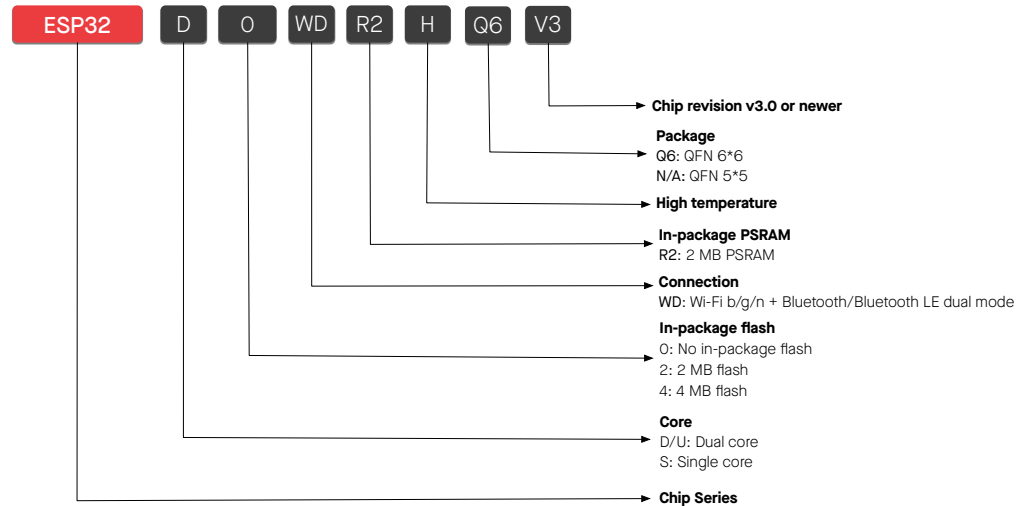 ESP32 D 0 WD R2 H Q6 V3
Chip revision v3.0 or newer
Package
Q6: QFN 6*6
N/A: QFN 5*5
High temperature
In-package PSRAM
R2: 2 MB PSRAM
Connection
WD: Wi-Fi b/g/n + Bluetooth/Bluetooth LE dual mode
In-package flash
0: No in-package flash
2: 2 MB flash
4: 4 MB flash
Core
D/U: Dual core
S: Single core
Chip Series